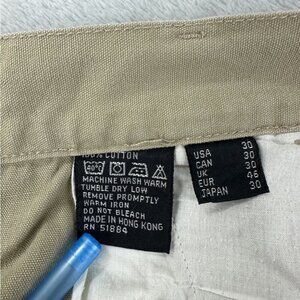 100% COTTON
MACHINE WASH WARM
TUMBLE DRY LOW
REMOVE PROMPTLY
WARM IRON
DO NOT BLEACH
MADE IN HONG KONG
RN 51884
USA 30
CAN 30
UK 30
EUR 46
JAPAN 30